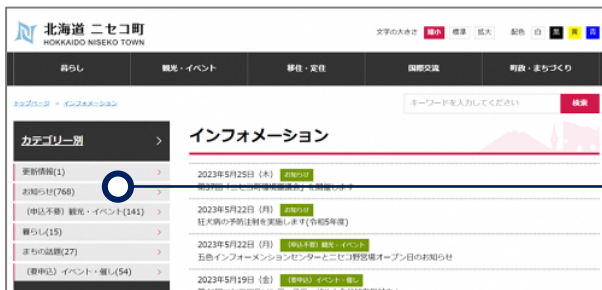 北海道 ニセコ町
HOKKAIDO NISEKO TOWN
文字の大きさ 縮小 標準 拡大 配色 白 黒 黄 青
暮らし 観光・イベント 移住・定住 国際交流 町政・まちづくり
トップページ > インフォメーション
キーワードを入力してください 検索
カテゴリー別
インフォメーション
更新情報(1)
お知らせ(768)
(申込不要) 観光・イベント(141)
暮らし(15)
まちの話題(27)
(要申込) イベント・催し(54)
2023年5月25日 (木) お知らせ
2023年5月22日 (月) お知らせ
狂犬病の予防注射を実施します(令和5年度)
2023年5月22日 (月) (申込不要) 観光・イベント
五色インフォメーションセンターとニセコ野営場オープン日のお知らせ
2023年5月19日 (金) (要申込) イベント・催し